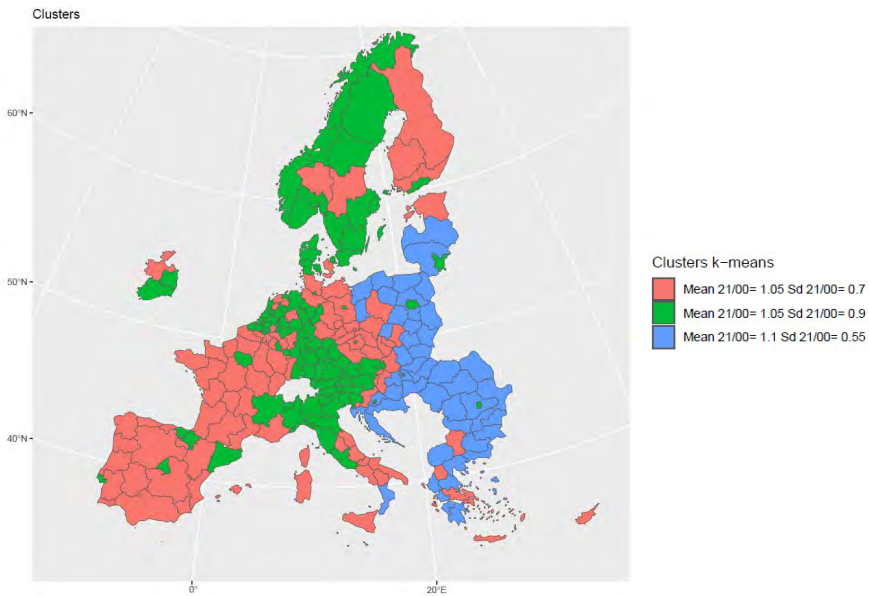 Clusters
60°N
50°N
40°N
0°
20°E
Clusters k-means
Mean 21/00= 1.05 Sd 21/00= 0.7
Mean 21/00= 1.05 Sd 21/00= 0.9
Mean 21/00= 1.1 Sd 21/00= 0.55